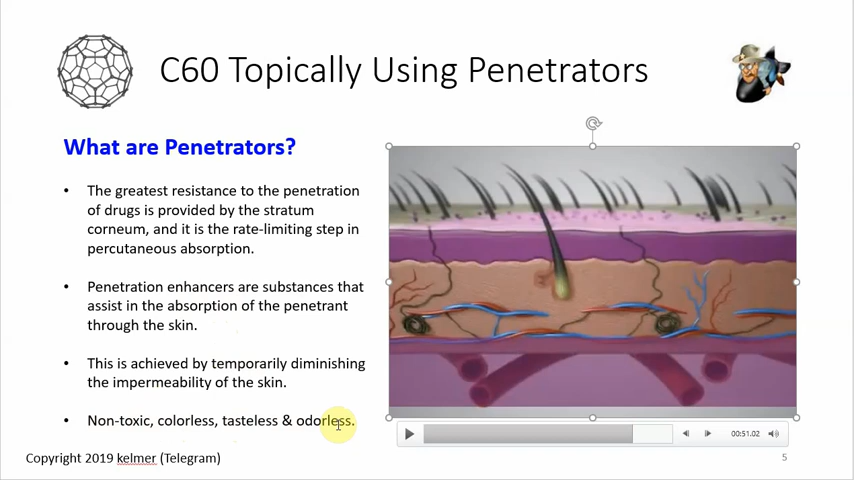 C60 Topically Using Penetrators
What are Penetrators?
• The greatest resistance to the penetration
of drugs is provided by the stratum
corneum, and it is the rate-limiting step in
percutaneous absorption.
• Penetration enhancers are substances that
assist in the absorption of the penetrant
through the skin.
• This is achieved by temporarily diminishing
the impermeability of the skin.
• Non-toxic, colorless, tasteless & odorless.
00:51.02
Copyright 2019 kelmer (Telegram)
5